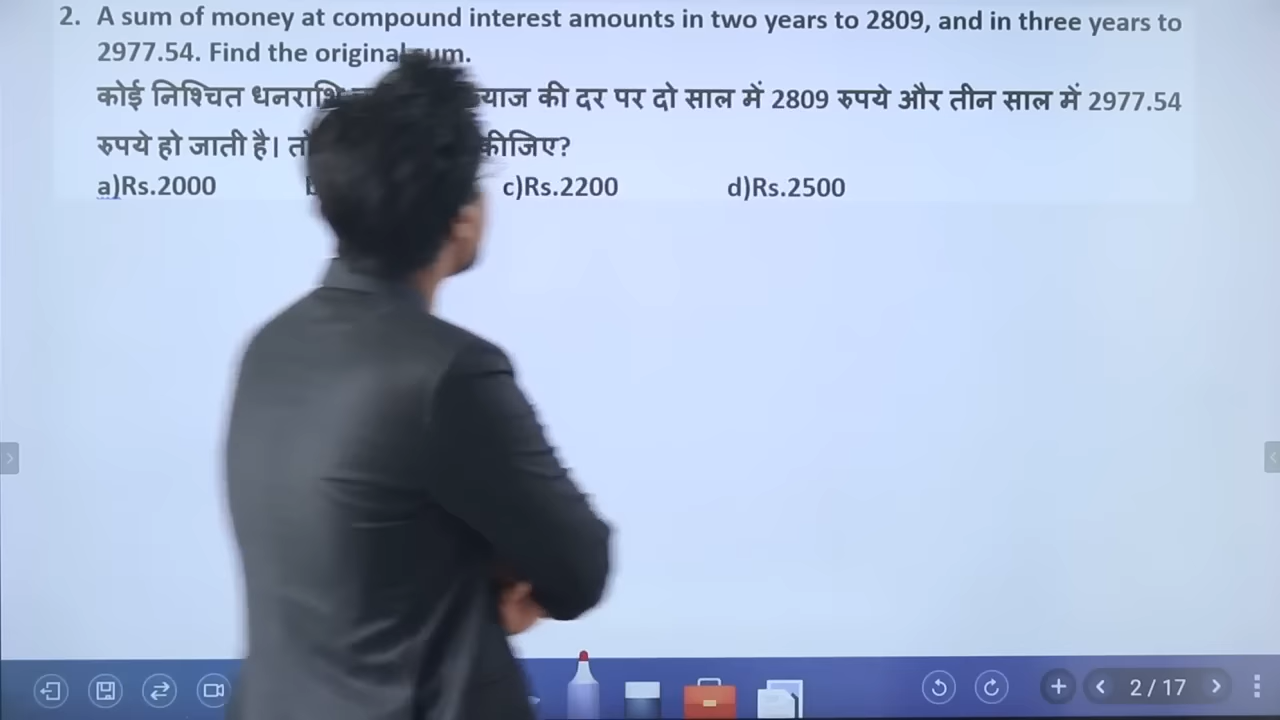 2. A sum of money at compound interest amounts in two years to 2809, and in three years to
2977.54. Find the original sum.
कोई निश्चित धनराशि की दर पर दो साल में 2809 रुपये और तीन साल में 2977.54
रुपये हो जाती है। कीजिए?
a)Rs.2000 c)Rs.2200 d)Rs.2500
2 / 17